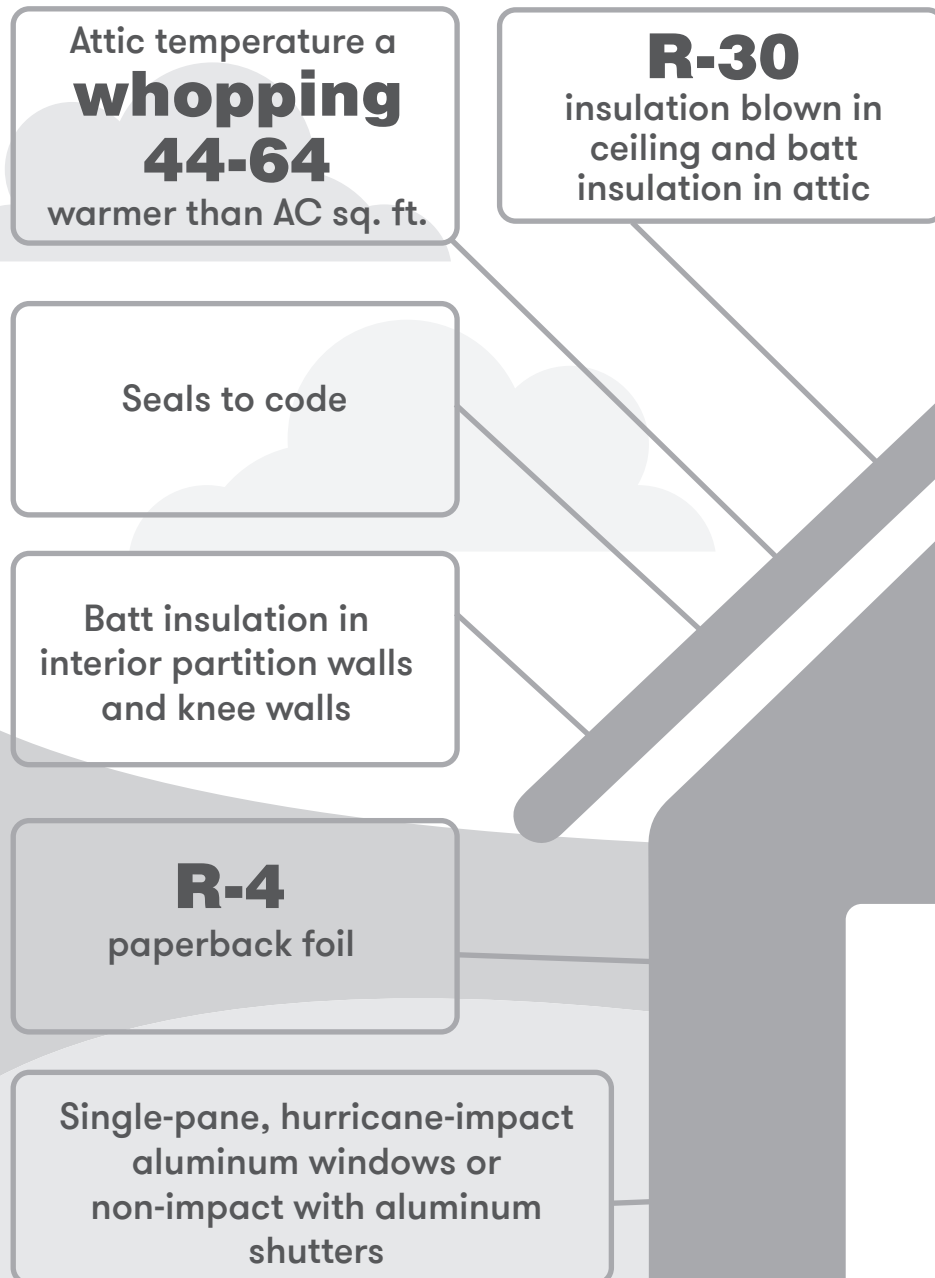 Attic temperature a
whopping
44-64
warmer than AC sq. ft.
R-30
insulation blown in
ceiling and batt
insulation in attic
Seals to code
Batt insulation in
interior partition walls
and knee walls
R-4
paperback foil
Single-pane, hurricane-impact
aluminum windows or
non-impact with aluminum
shutters